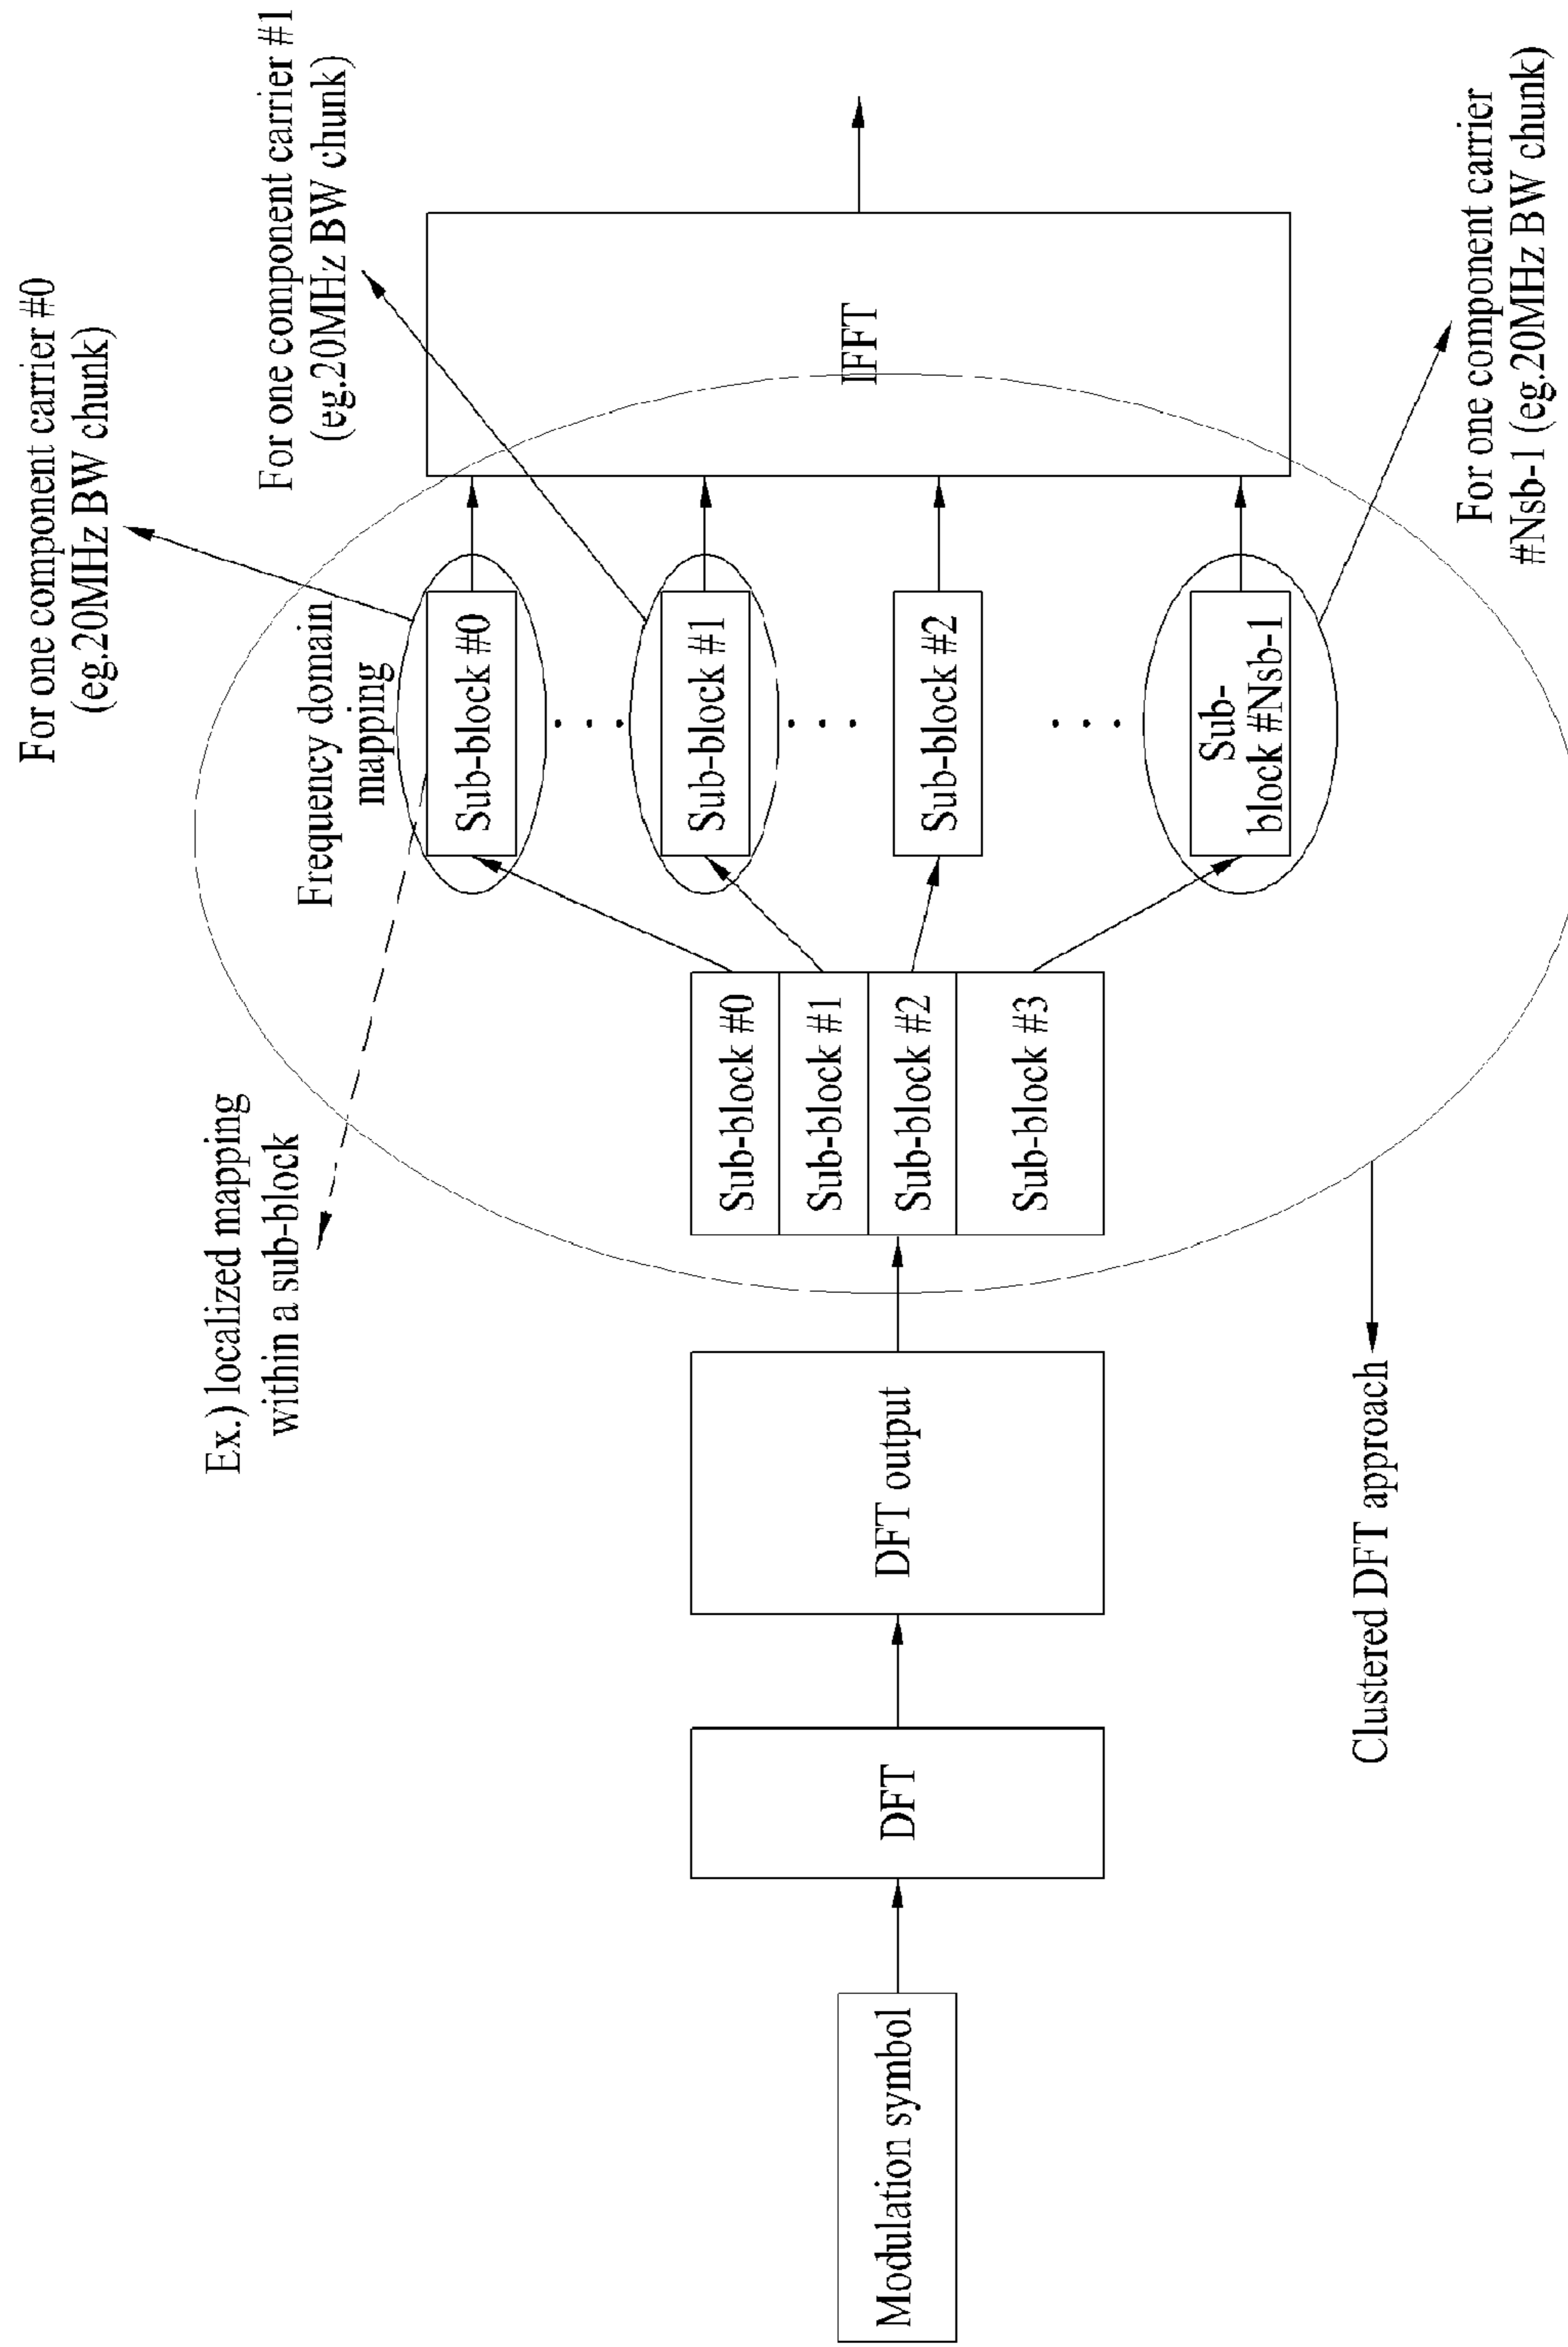 Modulation symbol
DFT
DFT output
Sub-block #0
Sub-block #1
Sub-block #2
Sub-block #3
Ex.) localized mapping
within a sub-block
Frequency domain
mapping
Sub-block #0
Sub-block #1
Sub-block #2
Sub-
block #Nsb-1
IFFT
For one component carrier #0
(eg.20MHz BW chunk)
For one component carrier #1
(eg.20MHz BW chunk)
For one component carrier
#Nsb-1 (eg.20MHz BW chunk)
Clustered DFT approach